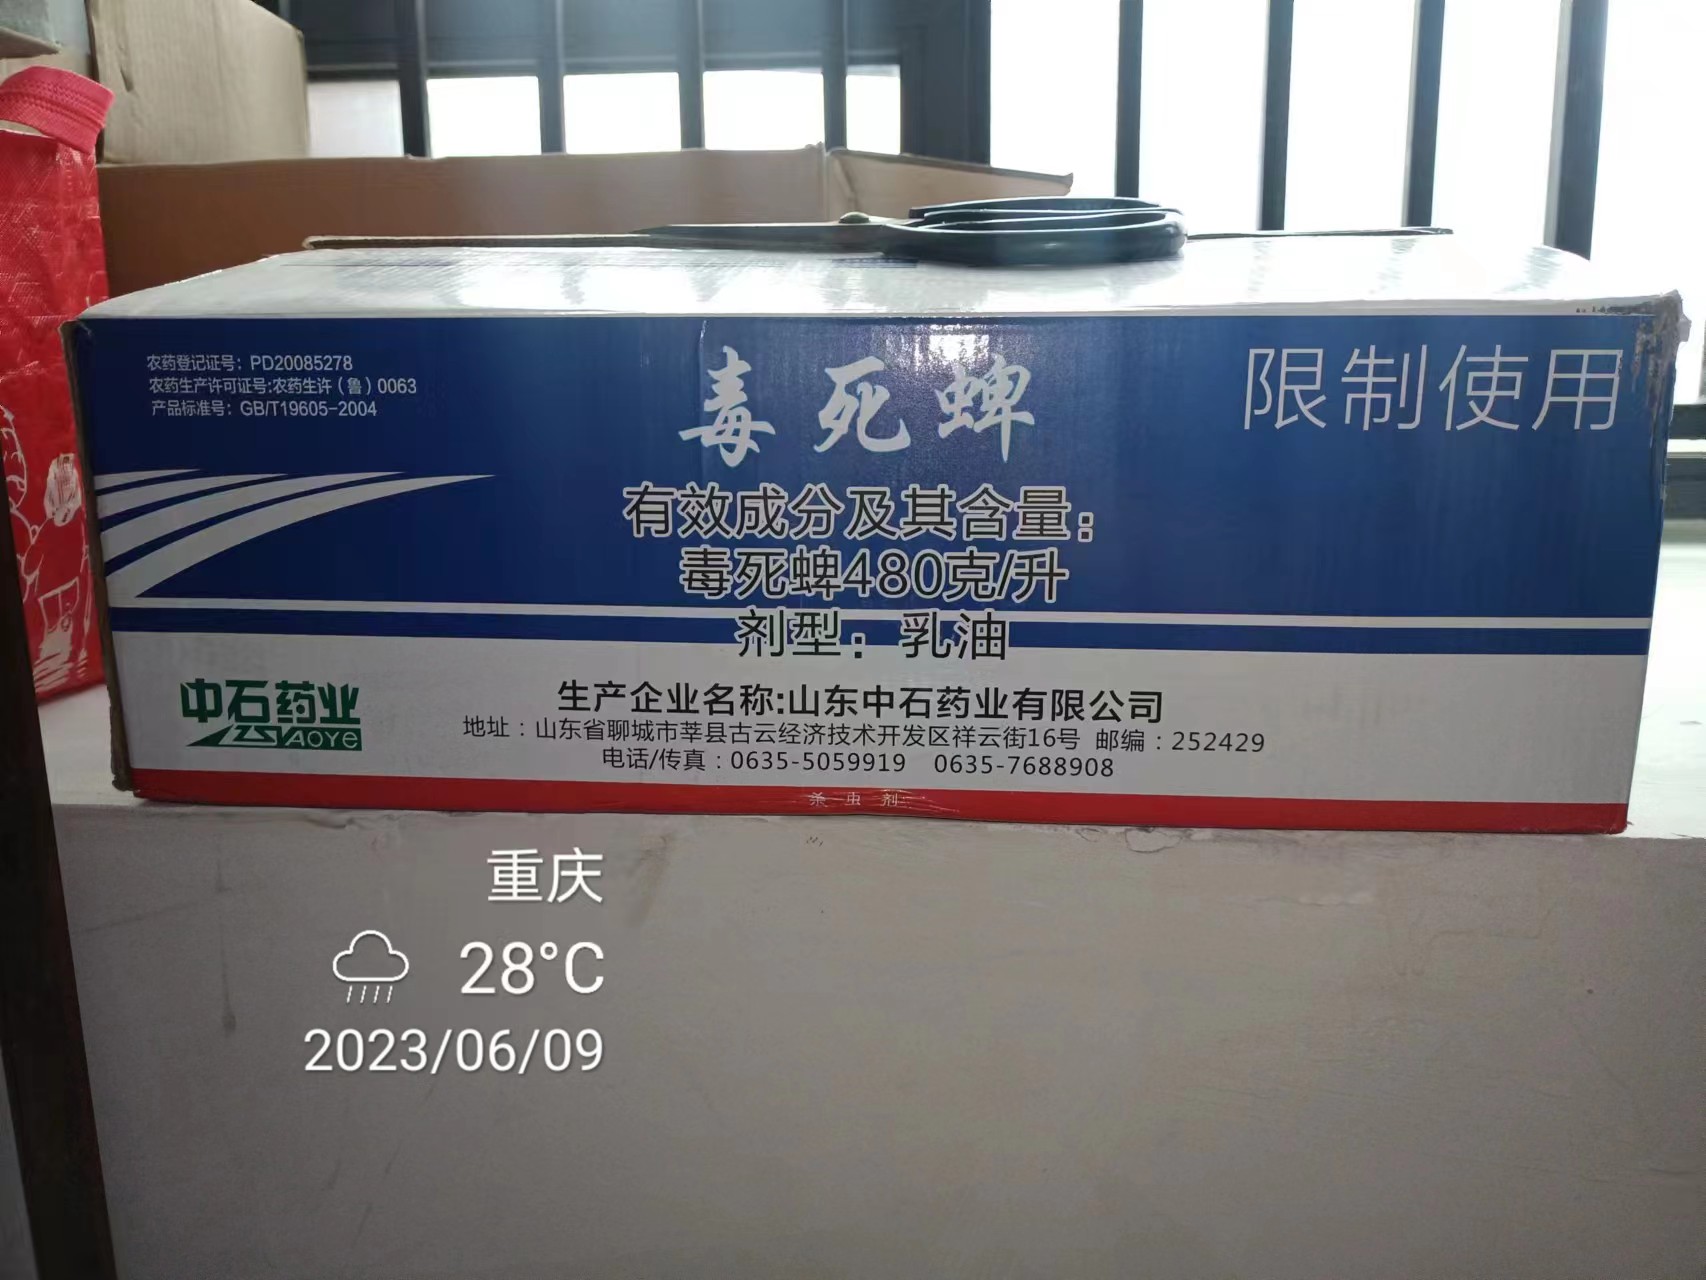 农药登记证号：PD20085278
农药生产许可证号:农药生许（鲁）0063
产品标准号：GB/T19605-2004
毒死蜱
限制使用
有效成分及其含量：
毒死蜱480克/升
剂型：乳油
中石药业
YAOYE
生产企业名称:山东中石药业有限公司
地址：山东省聊城市莘县古云经济技术开发区祥云街16号 邮编：252429
电话/传真：0635-5059919 0635-7688908
杀虫剂
重庆
28°C
2023/06/09